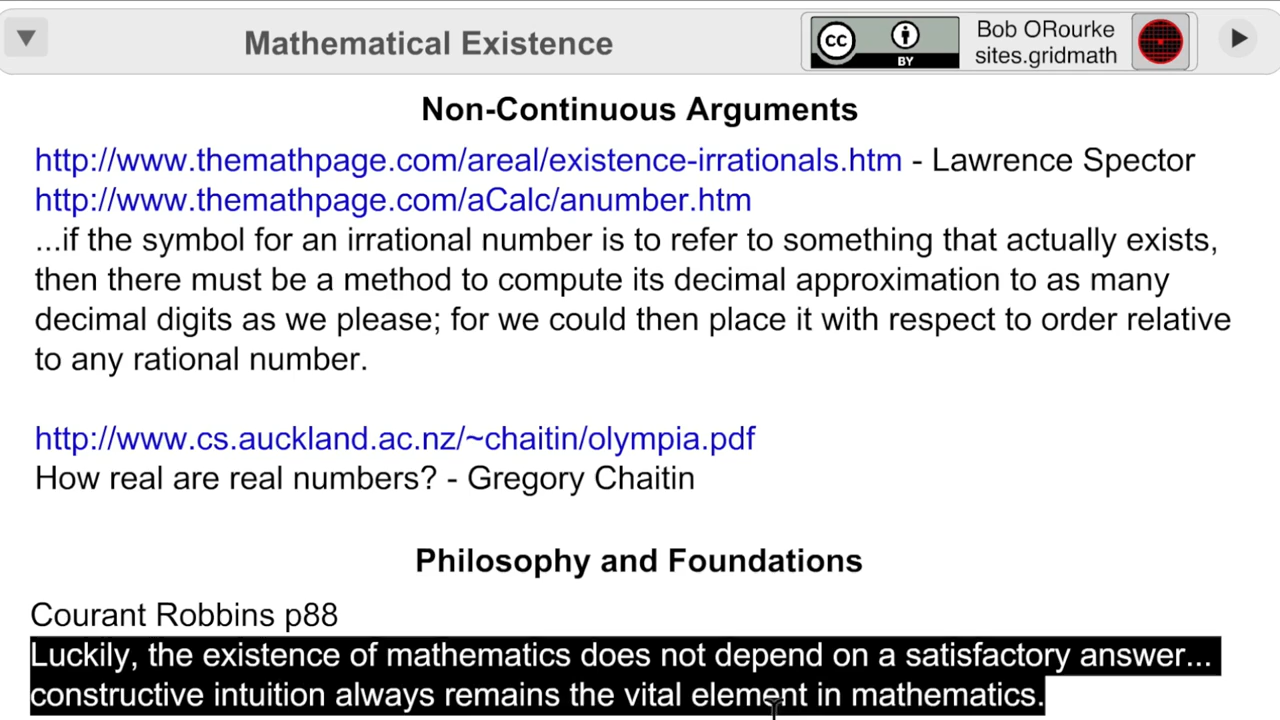 Mathematical Existence
cc
BY
Bob ORourke
sites.gridmath
Non-Continuous Arguments
http://www.themathpage.com/areal/existence-irrationals.htm - Lawrence Spector
http://www.themathpage.com/aCalc/anumber.htm
...if the symbol for an irrational number is to refer to something that actually exists,
then there must be a method to compute its decimal approximation to as many
decimal digits as we please; for we could then place it with respect to order relative
to any rational number.
http://www.cs.auckland.ac.nz/~chaitin/olympia.pdf
How real are real numbers? - Gregory Chaitin
Philosophy and Foundations
Courant Robbins p88
Luckily, the existence of mathematics does not depend on a satisfactory answer...
constructive intuition always remains the vital element in mathematics.